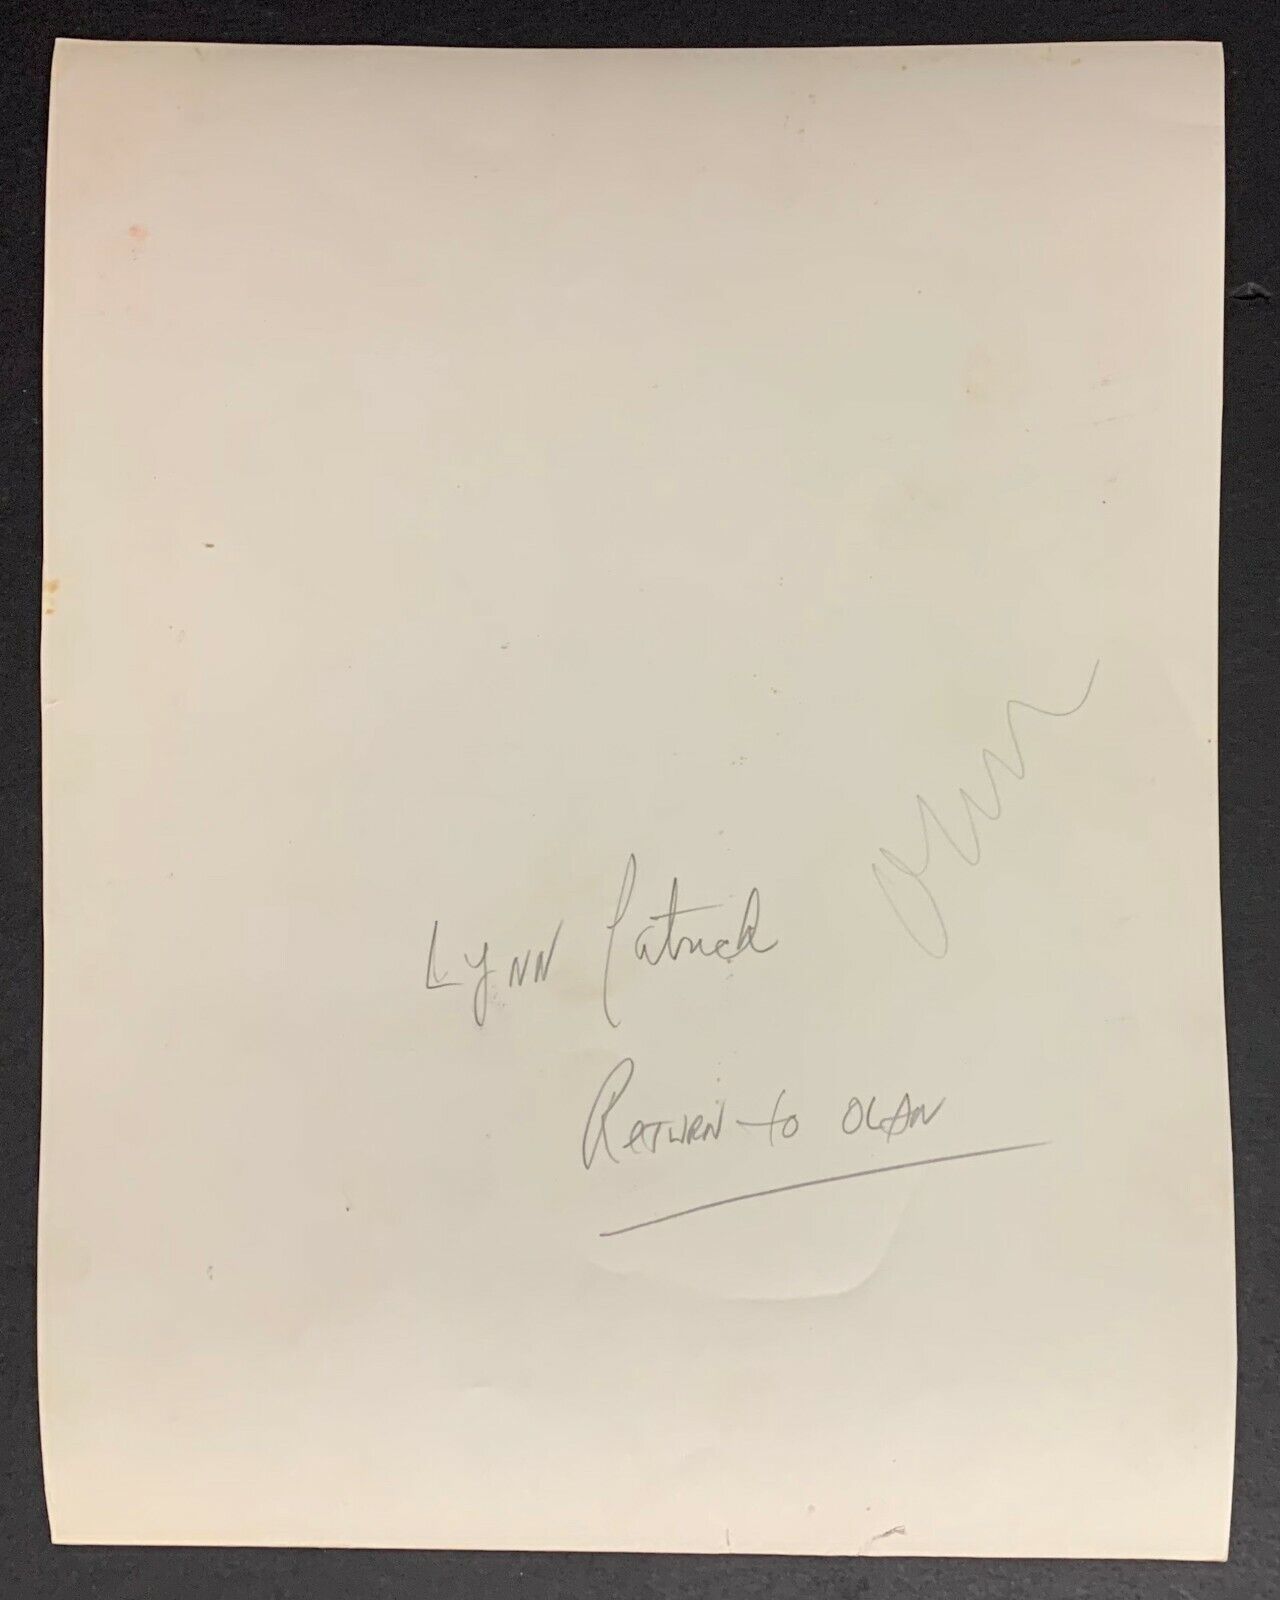 LYNN Patrick
RETURN to OLAN